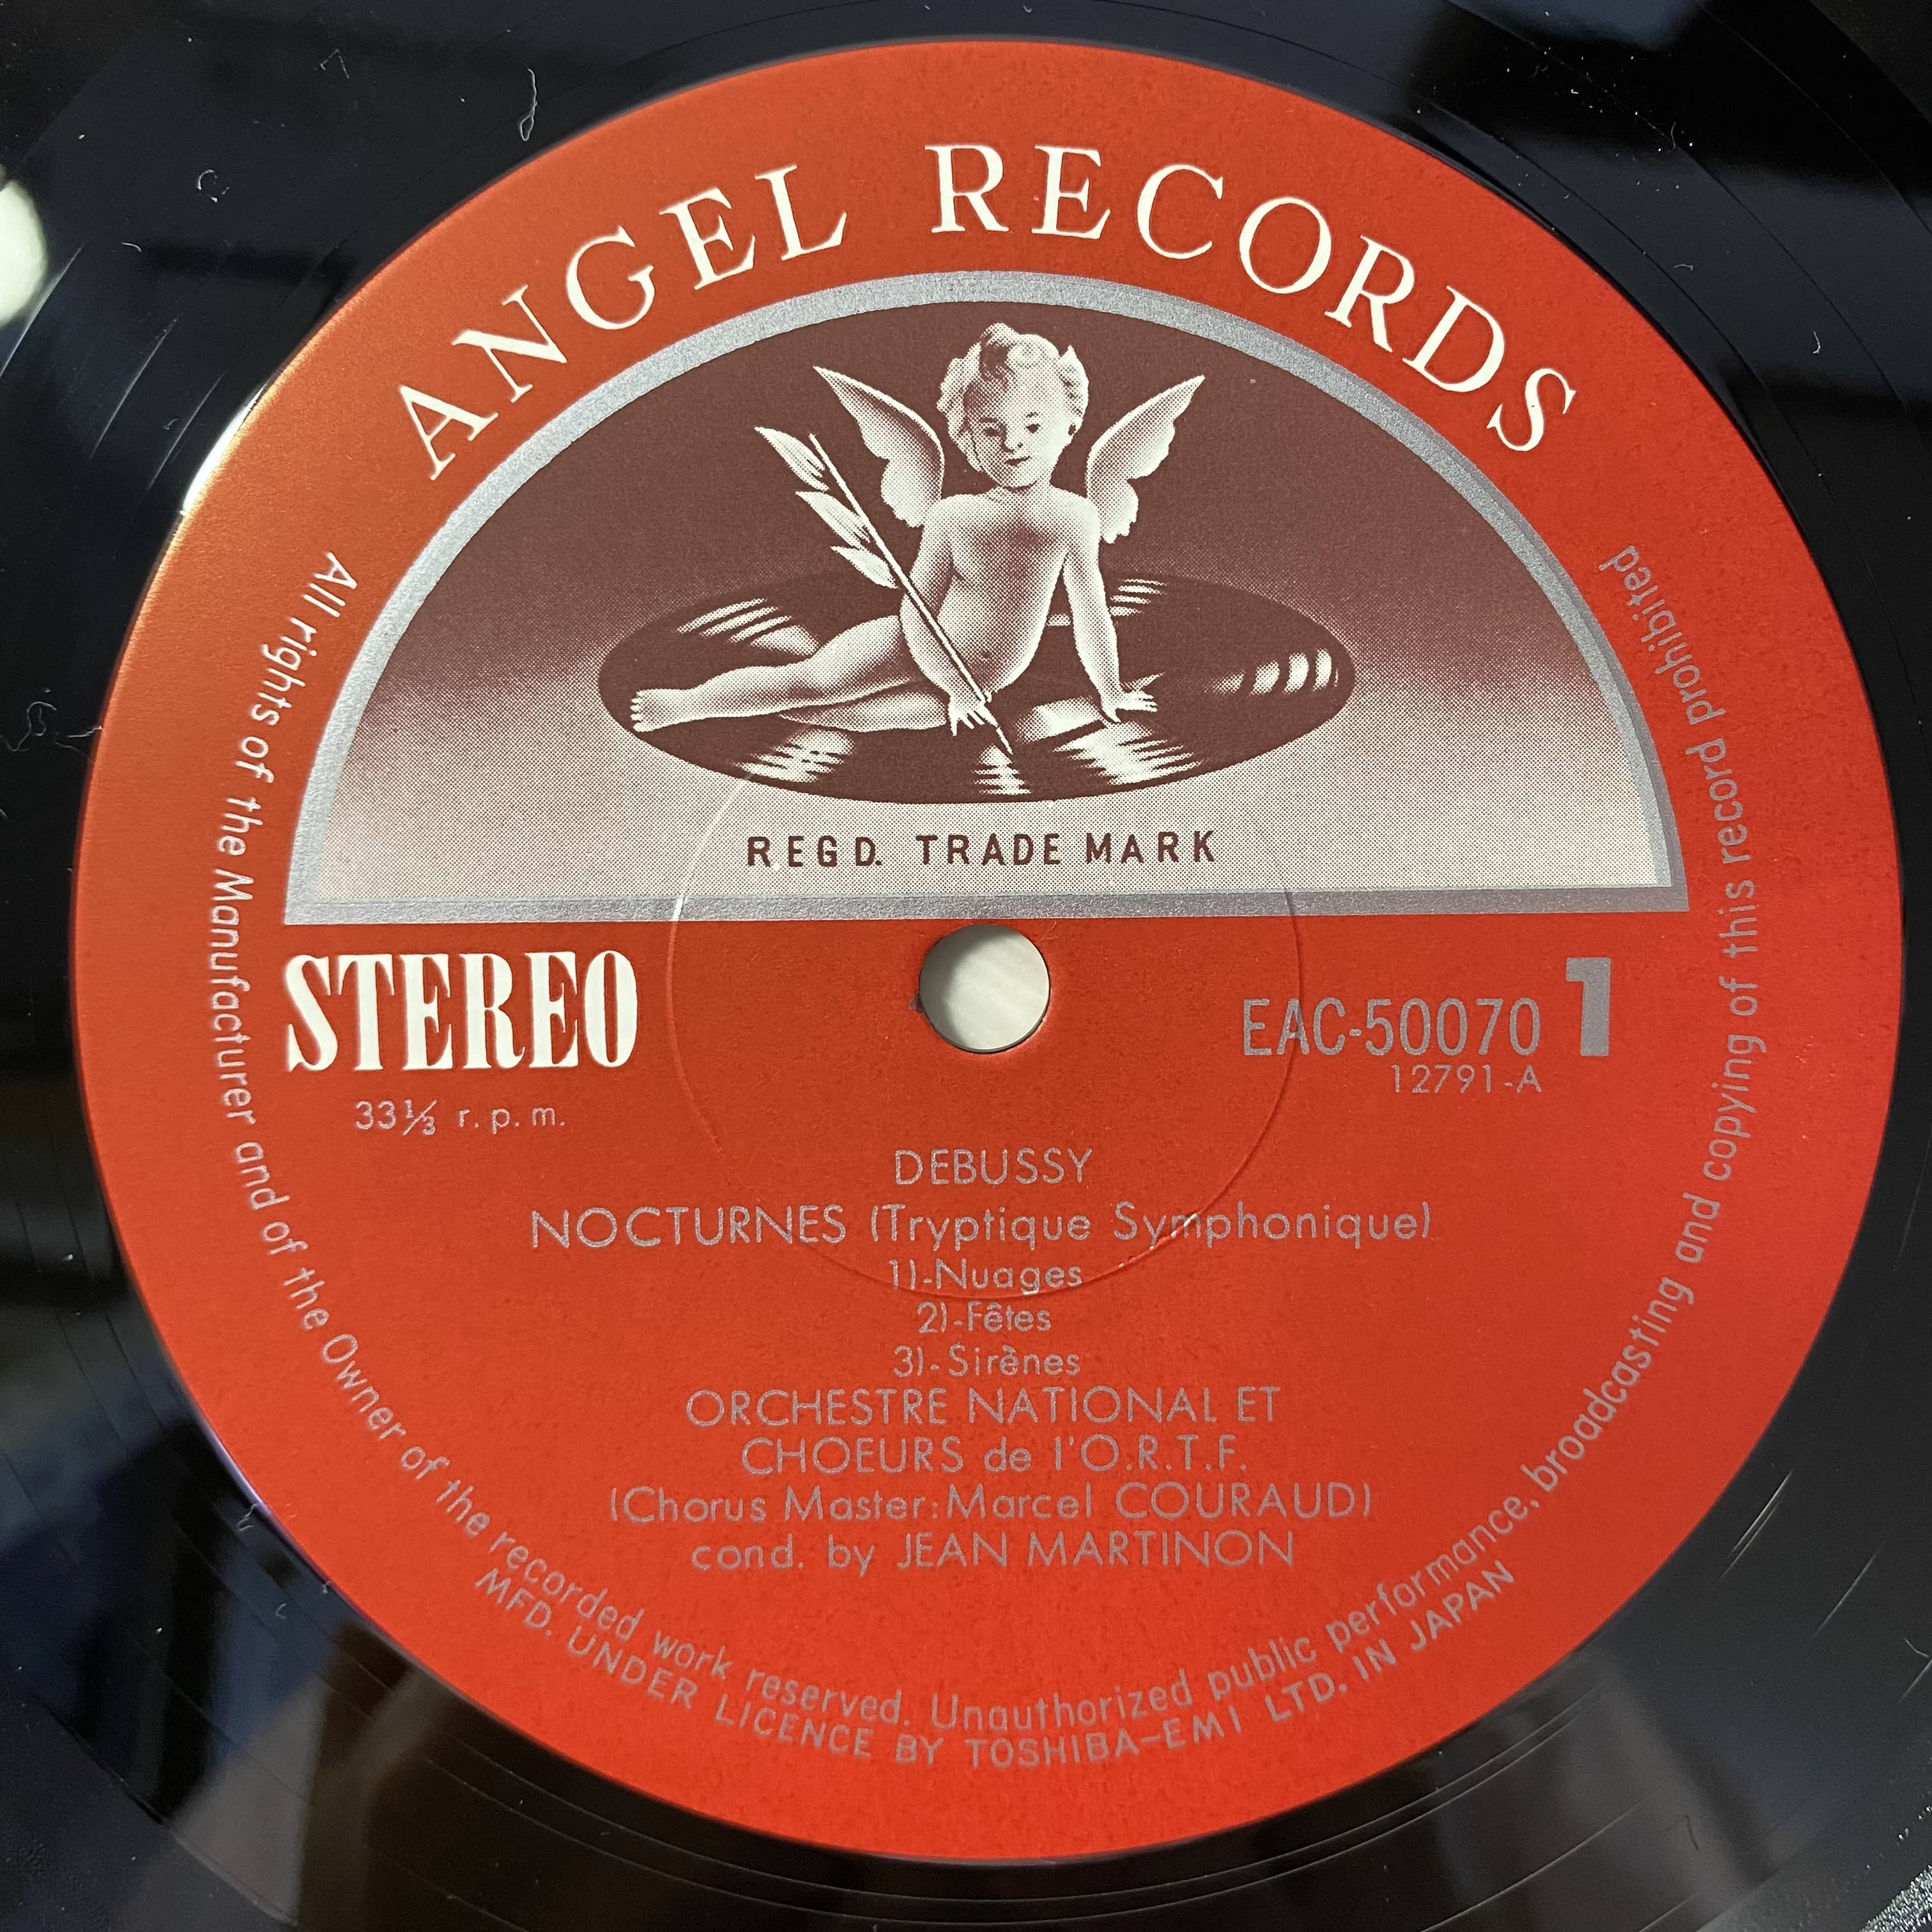 ANGEL RECORDS
REGD. TRADE MARK
STEREO
33⅓ r.p.m.
EAC-50070 1
12791-A
DEBUSSY
NOCTURNES (Tryptique Symphonique)
1)-Nuages
2)-Fêtes
3)-Sirènes
ORCHESTRE NATIONAL ET
CHOEURS de l'O.R.T.F.
(Chorus Master:Marcel COURAUD)
cond. by JEAN MARTINON
All rights of the Manufacturer and of the Owner of the recorded work reserved. Unauthorized public performance, broadcasting and copying of this record prohibited
MFD. UNDER LICENCE BY TOSHIBA-EMI LTD. IN JAPAN